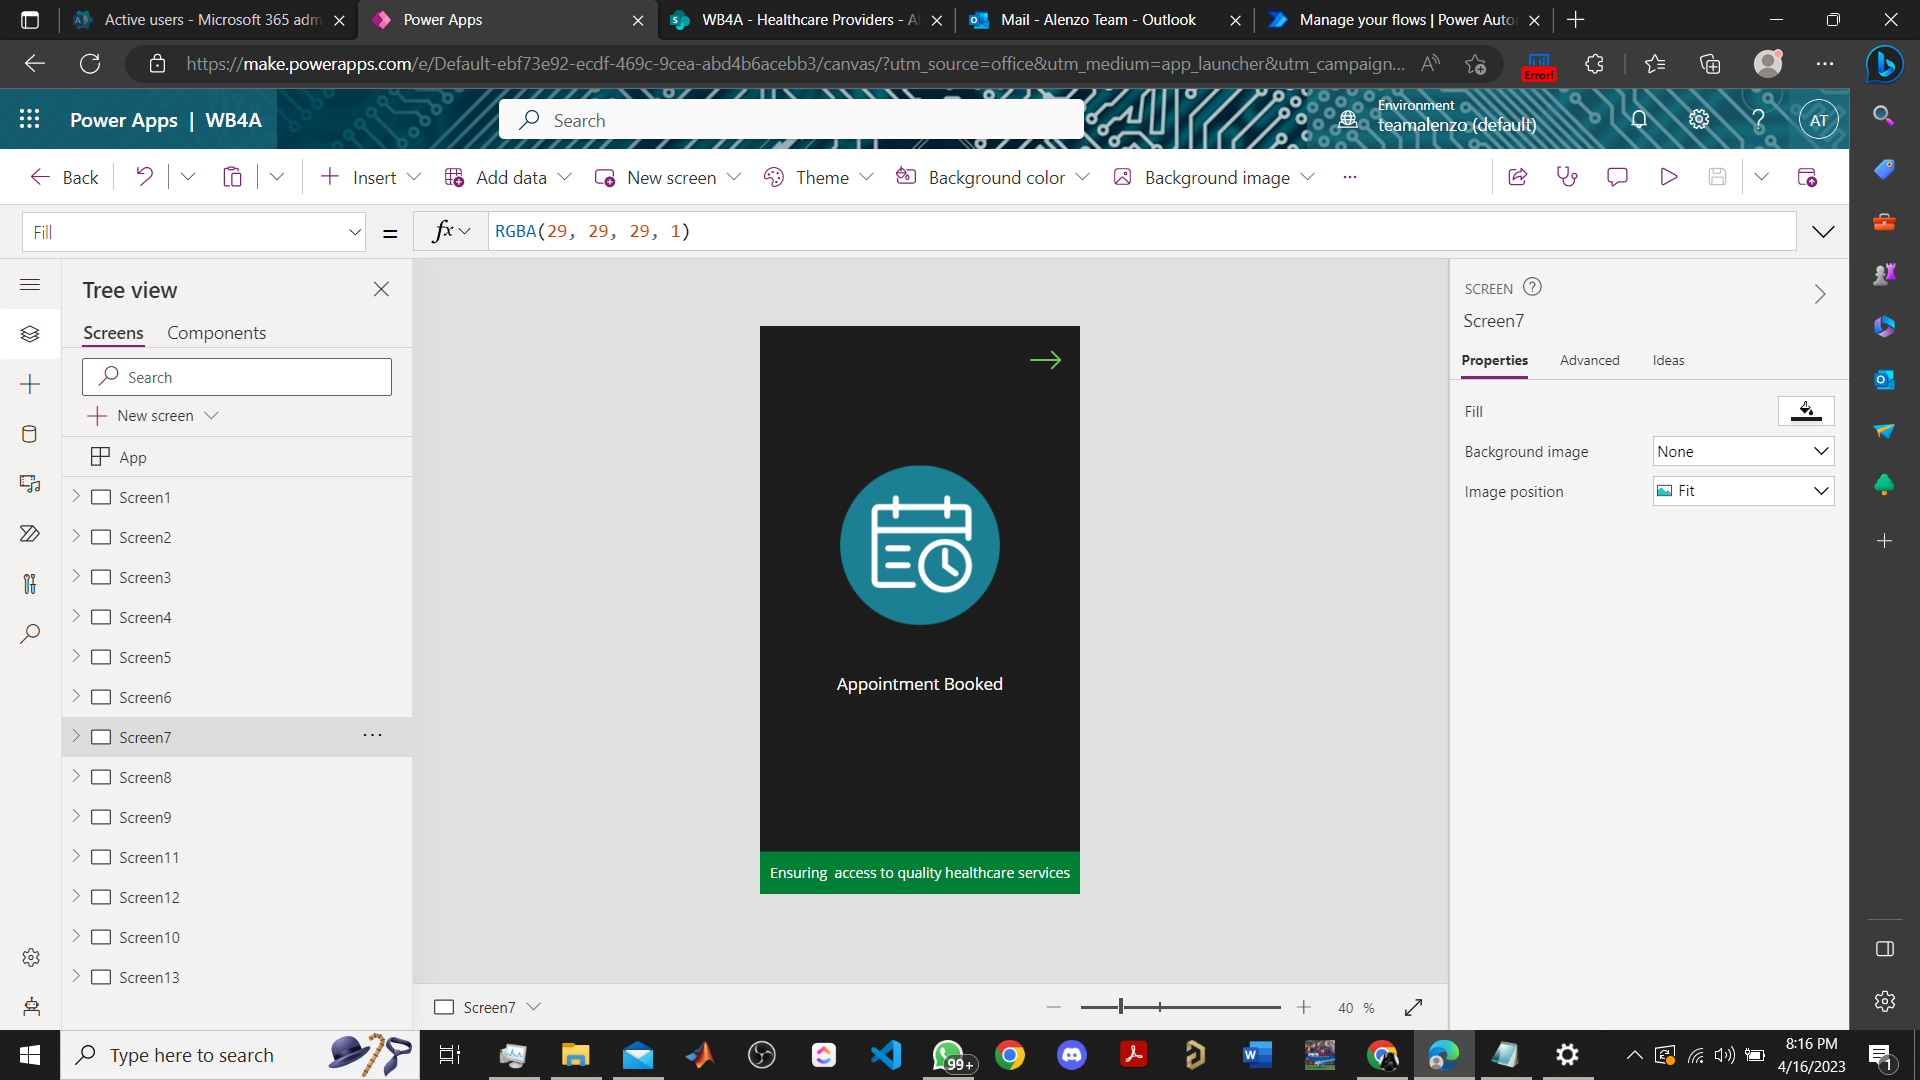 Active users - Microsoft 365 adm
Power Apps
WB4A - Healthcare Providers - A
Mail - Alenzo Team - Outlook
Manage your flows | Power Auto
https://make.powerapps.com/e/Default-ebf73e92-ecdf-469c-9cea-abd4b6acebb3/canvas/?utm_source=office&utm_medium=app_launcher&utm_campaign...
Error!
Power Apps | WB4A
Search
Environment
teamalenzo (default)
AT
Back
Insert
Add data
New screen
Theme
Background color
Background image
Fill
=
fx
RGBA(29, 29, 29, 1)
Tree view
Screens
Components
Search
New screen
App
Screen1
Screen2
Screen3
Screen4
Screen5
Screen6
Screen7
Screen8
Screen9
Screen11
Screen12
Screen10
Screen13
Appointment Booked
Ensuring  access to quality healthcare services
SCREEN
Screen7
Properties
Advanced
Ideas
Fill
Background image
None
Image position
Fit
Screen7
40 %
Type here to search
99+
8:16 PM
4/16/2023
1